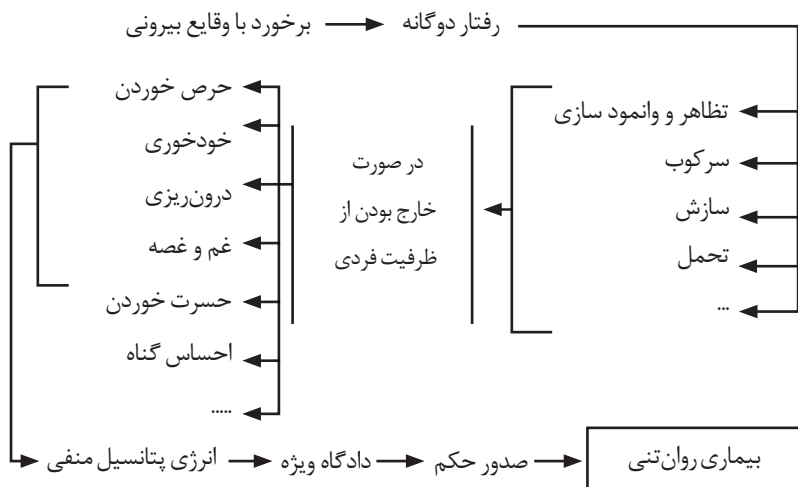 رفتار دوگانه
برخورد با وقایع بیرونی
تظاهر و وانمود سازی
سرکوب
سازش
تحمل
...
در صورت
خارج بودن از
ظرفیت فردی
حرص خوردن
خودخوری
درون‌ریزی
غم و غصه
حسرت خوردن
احساس گناه
.....
انرژی پتانسیل منفی
دادگاه ویژه
صدور حکم
بیماری روان‌تنی